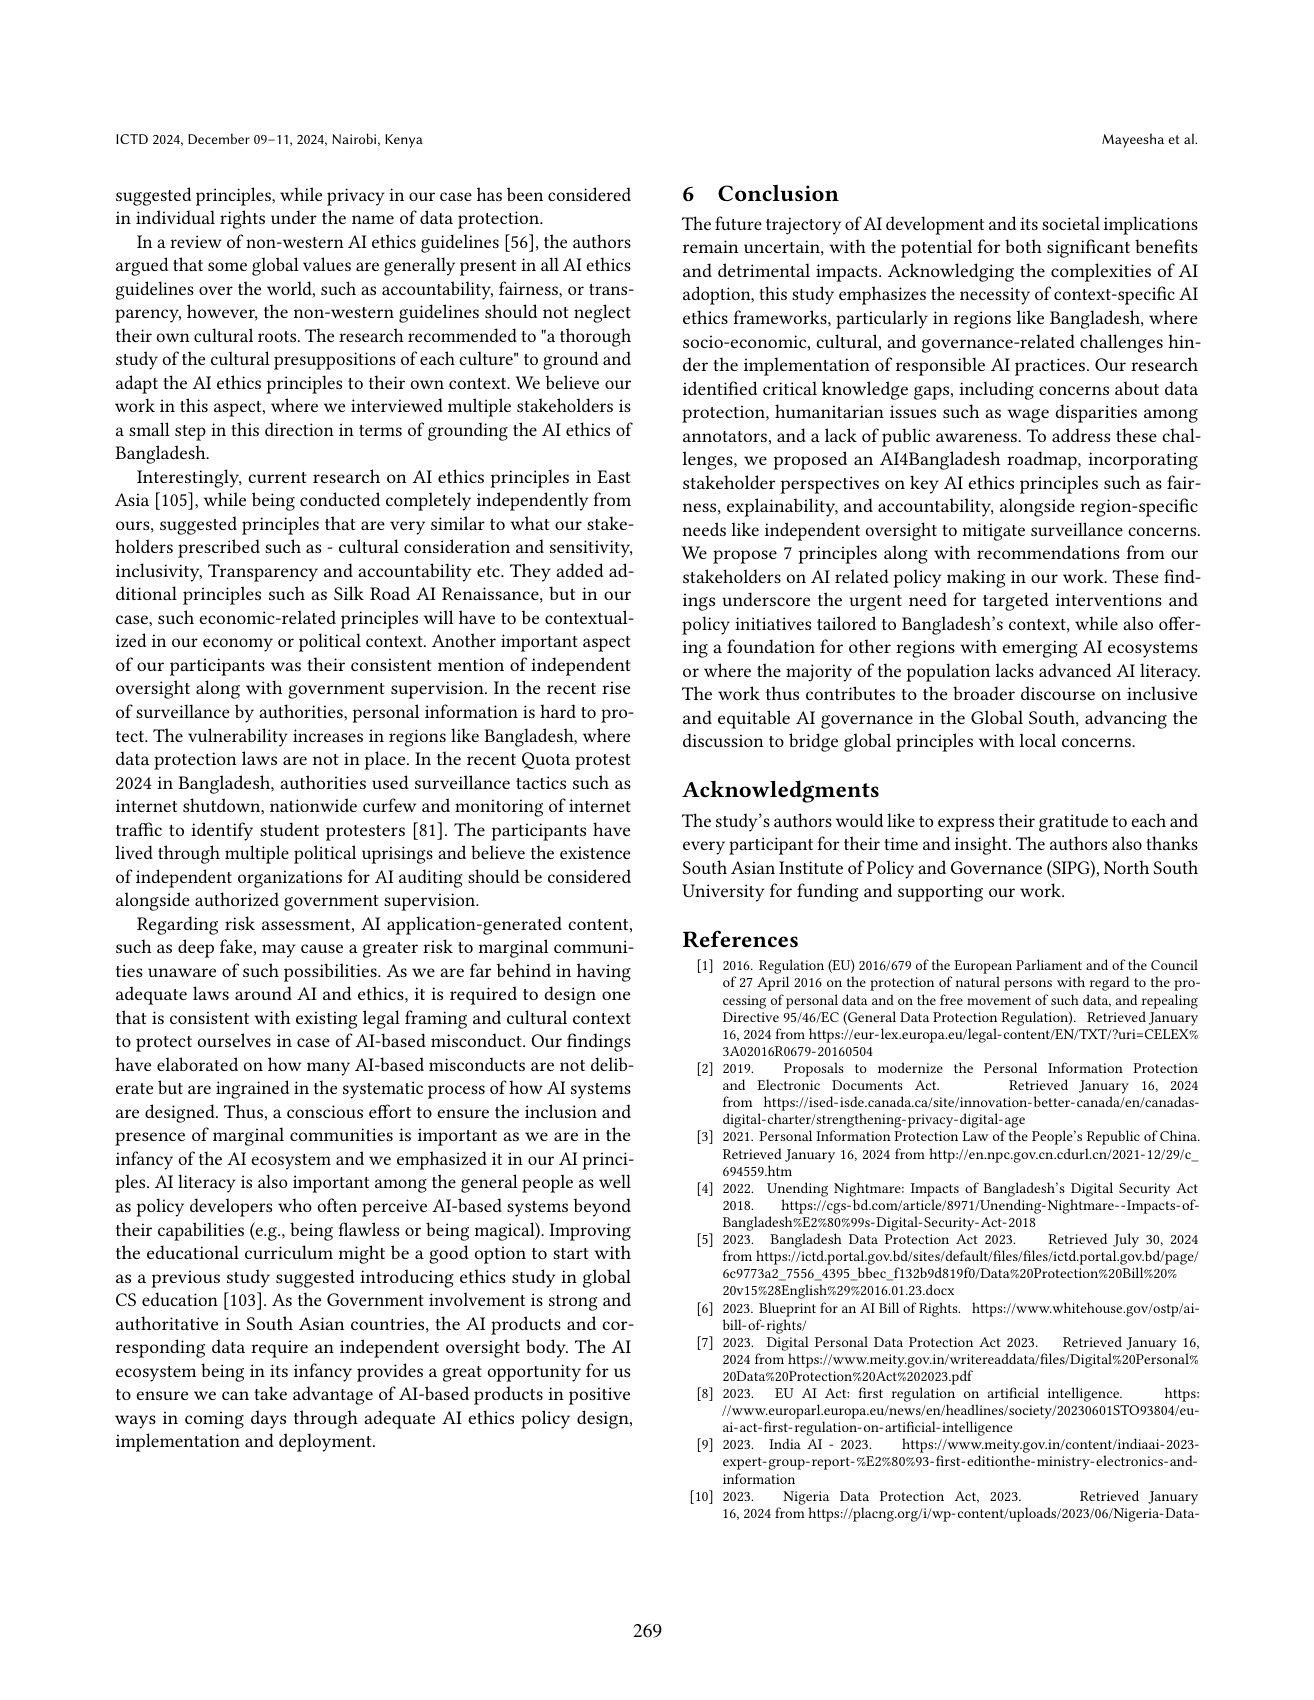 ICTD 2024, December 09–11, 2024, Nairobi, Kenya
Mayeesha et al.
suggested principles, while privacy in our case has been considered
in individual rights under the name of data protection.
In a review of non-western AI ethics guidelines [56], the authors
argued that some global values are generally present in all AI ethics
guidelines over the world, such as accountability, fairness, or trans-
parency, however, the non-western guidelines should not neglect
their own cultural roots. The research recommended to "a thorough
study of the cultural presuppositions of each culture" to ground and
adapt the AI ethics principles to their own context. We believe our
work in this aspect, where we interviewed multiple stakeholders is
a small step in this direction in terms of grounding the AI ethics of
Bangladesh.
Interestingly, current research on AI ethics principles in East
Asia [105], while being conducted completely independently from
ours, suggested principles that are very similar to what our stake-
holders prescribed such as - cultural consideration and sensitivity,
inclusivity, Transparency and accountability etc. They added ad-
ditional principles such as Silk Road AI Renaissance, but in our
case, such economic-related principles will have to be contextual-
ized in our economy or political context. Another important aspect
of our participants was their consistent mention of independent
oversight along with government supervision. In the recent rise
of surveillance by authorities, personal information is hard to pro-
tect. The vulnerability increases in regions like Bangladesh, where
data protection laws are not in place. In the recent Quota protest
2024 in Bangladesh, authorities used surveillance tactics such as
internet shutdown, nationwide curfew and monitoring of internet
traffic to identify student protesters [81]. The participants have
lived through multiple political uprisings and believe the existence
of independent organizations for AI auditing should be considered
alongside authorized government supervision.
Regarding risk assessment, AI application-generated content,
such as deep fake, may cause a greater risk to marginal communi-
ties unaware of such possibilities. As we are far behind in having
adequate laws around AI and ethics, it is required to design one
that is consistent with existing legal framing and cultural context
to protect ourselves in case of AI-based misconduct. Our findings
have elaborated on how many AI-based misconducts are not delib-
erate but are ingrained in the systematic process of how AI systems
are designed. Thus, a conscious effort to ensure the inclusion and
presence of marginal communities is important as we are in the
infancy of the AI ecosystem and we emphasized it in our AI princi-
ples. AI literacy is also important among the general people as well
as policy developers who often perceive AI-based systems beyond
their capabilities (e.g., being flawless or being magical). Improving
the educational curriculum might be a good option to start with
as a previous study suggested introducing ethics study in global
CS education [103]. As the Government involvement is strong and
authoritative in South Asian countries, the AI products and cor-
responding data require an independent oversight body. The AI
ecosystem being in its infancy provides a great opportunity for us
to ensure we can take advantage of AI-based products in positive
ways in coming days through adequate AI ethics policy design,
implementation and deployment.
6 Conclusion
The future trajectory of AI development and its societal implications
remain uncertain, with the potential for both significant benefits
and detrimental impacts. Acknowledging the complexities of AI
adoption, this study emphasizes the necessity of context-specific AI
ethics frameworks, particularly in regions like Bangladesh, where
socio-economic, cultural, and governance-related challenges hin-
der the implementation of responsible AI practices. Our research
identified critical knowledge gaps, including concerns about data
protection, humanitarian issues such as wage disparities among
annotators, and a lack of public awareness. To address these chal-
lenges, we proposed an AI4Bangladesh roadmap, incorporating
stakeholder perspectives on key AI ethics principles such as fair-
ness, explainability, and accountability, alongside region-specific
needs like independent oversight to mitigate surveillance concerns.
We propose 7 principles along with recommendations from our
stakeholders on AI related policy making in our work. These find-
ings underscore the urgent need for targeted interventions and
policy initiatives tailored to Bangladesh's context, while also offer-
ing a foundation for other regions with emerging AI ecosystems
or where the majority of the population lacks advanced AI literacy.
The work thus contributes to the broader discourse on inclusive
and equitable AI governance in the Global South, advancing the
discussion to bridge global principles with local concerns.
Acknowledgments
The study's authors would like to express their gratitude to each and
every participant for their time and insight. The authors also thanks
South Asian Institute of Policy and Governance (SIPG), North South
University for funding and supporting our work.
References
[1] 2016. Regulation (EU) 2016/679 of the European Parliament and of the Council
of 27 April 2016 on the protection of natural persons with regard to the pro-
cessing of personal data and on the free movement of such data, and repealing
Directive 95/46/EC (General Data Protection Regulation). Retrieved January
16, 2024 from https://eur-lex.europa.eu/legal-content/EN/TXT/?uri=CELEX%
3A02016R0679-20160504
[2] 2019. Proposals to modernize the Personal Information Protection
and Electronic Documents Act. Retrieved January 16, 2024
from https://ised-isde.canada.ca/site/innovation-better-canada/en/canadas-
digital-charter/strengthening-privacy-digital-age
[3] 2021. Personal Information Protection Law of the People's Republic of China.
Retrieved January 16, 2024 from http://en.npc.gov.cn.cdurl.cn/2021-12/29/c_
694559.htm
[4] 2022. Unending Nightmare: Impacts of Bangladesh's Digital Security Act
2018. https://cgs-bd.com/article/8971/Unending-Nightmare--Impacts-of-
Bangladesh%E2%80%99s-Digital-Security-Act-2018
[5] 2023. Bangladesh Data Protection Act 2023. Retrieved July 30, 2024
from https://ictd.portal.gov.bd/sites/default/files/files/ictd.portal.gov.bd/page/
6c9773a2_7556_4395_bbec_f132b9d819f0/Data%20Protection%20Bill%20%
20v15%28English%29%2016.01.23.docx
[6] 2023. Blueprint for an AI Bill of Rights. https://www.whitehouse.gov/ostp/ai-
bill-of-rights/
[7] 2023. Digital Personal Data Protection Act 2023. Retrieved January 16,
2024 from https://www.meity.gov.in/writereaddata/files/Digital%20Personal%
20Data%20Protection%20Act%202023.pdf
[8] 2023. EU AI Act: first regulation on artificial intelligence. https:
//www.europarl.europa.eu/news/en/headlines/society/20230601STO93804/eu-
ai-act-first-regulation-on-artificial-intelligence
[9] 2023. India AI - 2023. https://www.meity.gov.in/content/indiaai-2023-
expert-group-report-%E2%80%93-first-editionthe-ministry-electronics-and-
information
[10] 2023. Nigeria Data Protection Act, 2023. Retrieved January
16, 2024 from https://placng.org/i/wp-content/uploads/2023/06/Nigeria-Data-
269